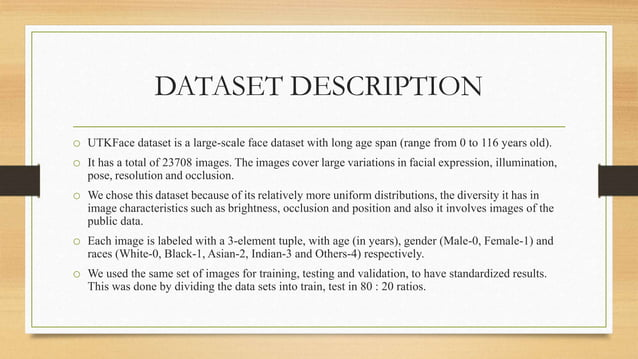 DATASET DESCRIPTION
UTKFace dataset is a large-scale face dataset with long age span (range from 0 to 116 years old).
It has a total of 23708 images. The images cover large variations in facial expression, illumination,
pose, resolution and occlusion.
We chose this dataset because of its relatively more uniform distributions, the diversity it has in
image characteristics such as brightness, occlusion and position and also it involves images of the
public data.
Each image is labeled with a 3-element tuple, with age (in years), gender (Male-0, Female-1) and
races (White-0, Black-1, Asian-2, Indian-3 and Others-4) respectively.
We used the same set of images for training, testing and validation, to have standardized results.
This was done by dividing the data sets into train, test in 80 : 20 ratios.